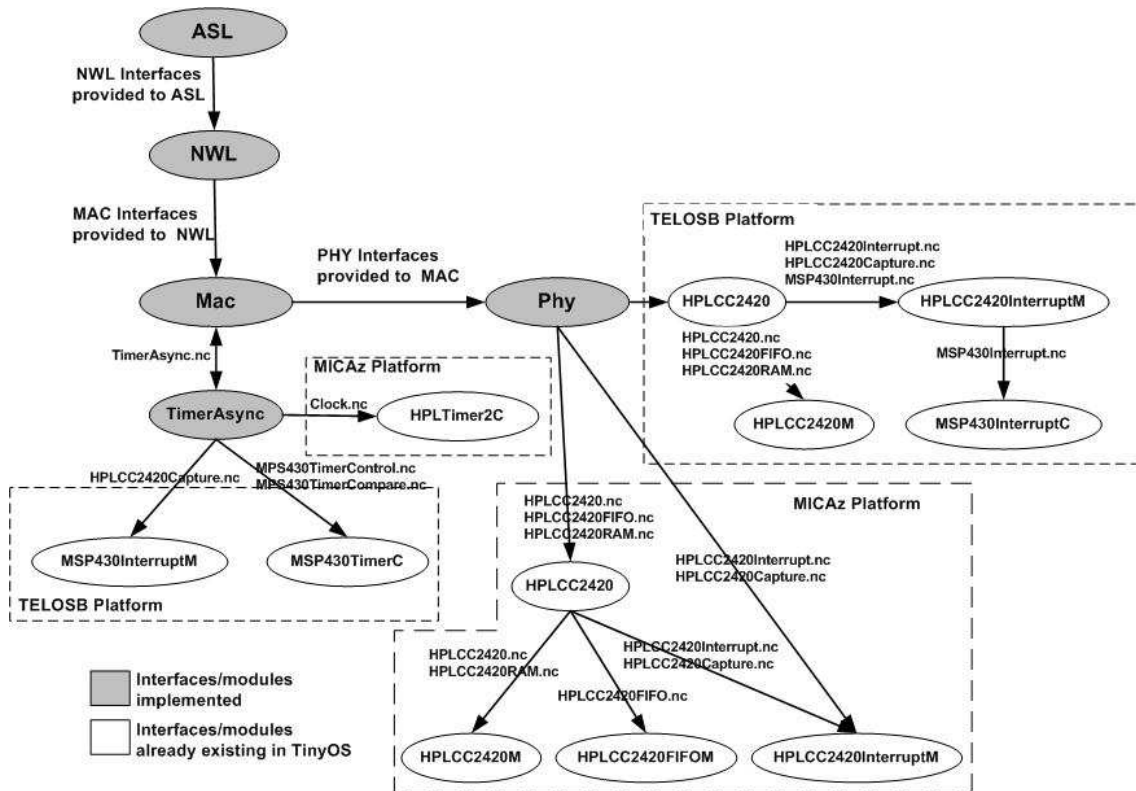 ASL
NWL Interfaces
provided to ASL
NWL
MAC Interfaces
provided to NWL
PHY Interfaces
provided to MAC
Mac
Phy
TimerAsync.nc
TimerAsync
MICAz Platform
Clock.nc
HPLTimer2C
HPLCC2420Capture.nc
MPS430TimerControl.nc
MPS430TimerCompare.nc
MSP430InterruptM
MSP430TimerC
TELOSB Platform
TELOSB Platform
HPLCC2420Interrupt.nc
HPLCC2420Capture.nc
MSP430Interrupt.nc
HPLCC2420
HPLCC2420InterruptM
HPLCC2420.nc
HPLCC2420FIFO.nc
HPLCC2420RAM.nc
MSP430Interrupt.nc
HPLCC2420M
MSP430InterruptC
MICAz Platform
HPLCC2420.nc
HPLCC2420FIFO.nc
HPLCC2420RAM.nc
HPLCC2420Interrupt.nc
HPLCC2420Capture.nc
HPLCC2420
HPLCC2420.nc
HPLCC2420RAM.nc
HPLCC2420Interrupt.nc
HPLCC2420Capture.nc
HPLCC2420FIFO.nc
HPLCC2420M
HPLCC2420FIFOM
HPLCC2420InterruptM
Interfaces/modules
implemented
Interfaces/modules
already existing in TinyOS